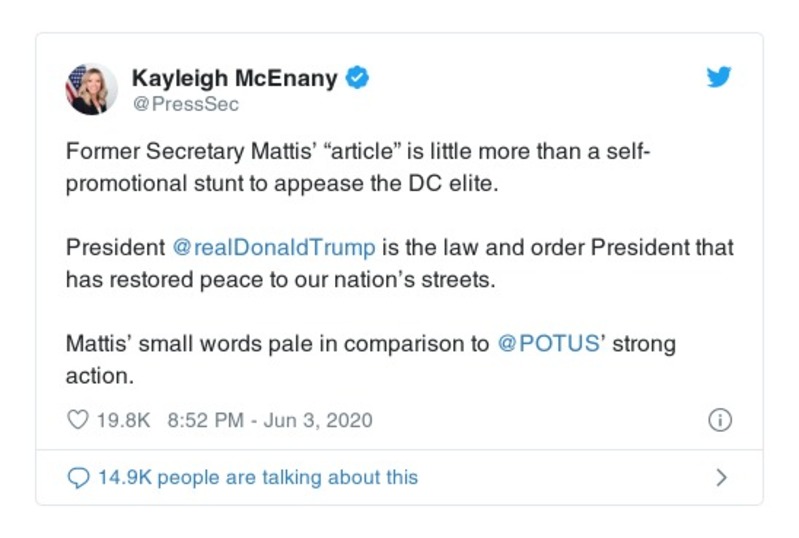 Kayleigh McEnany
@PressSec
Former Secretary Mattis’ “article” is little more than a self-
promotional stunt to appease the DC elite.
President @realDonaldTrump is the law and order President that
has restored peace to our nation’s streets.
Mattis’ small words pale in comparison to @POTUS’ strong
action.
19.8K 8:52 PM - Jun 3, 2020
14.9K people are talking about this